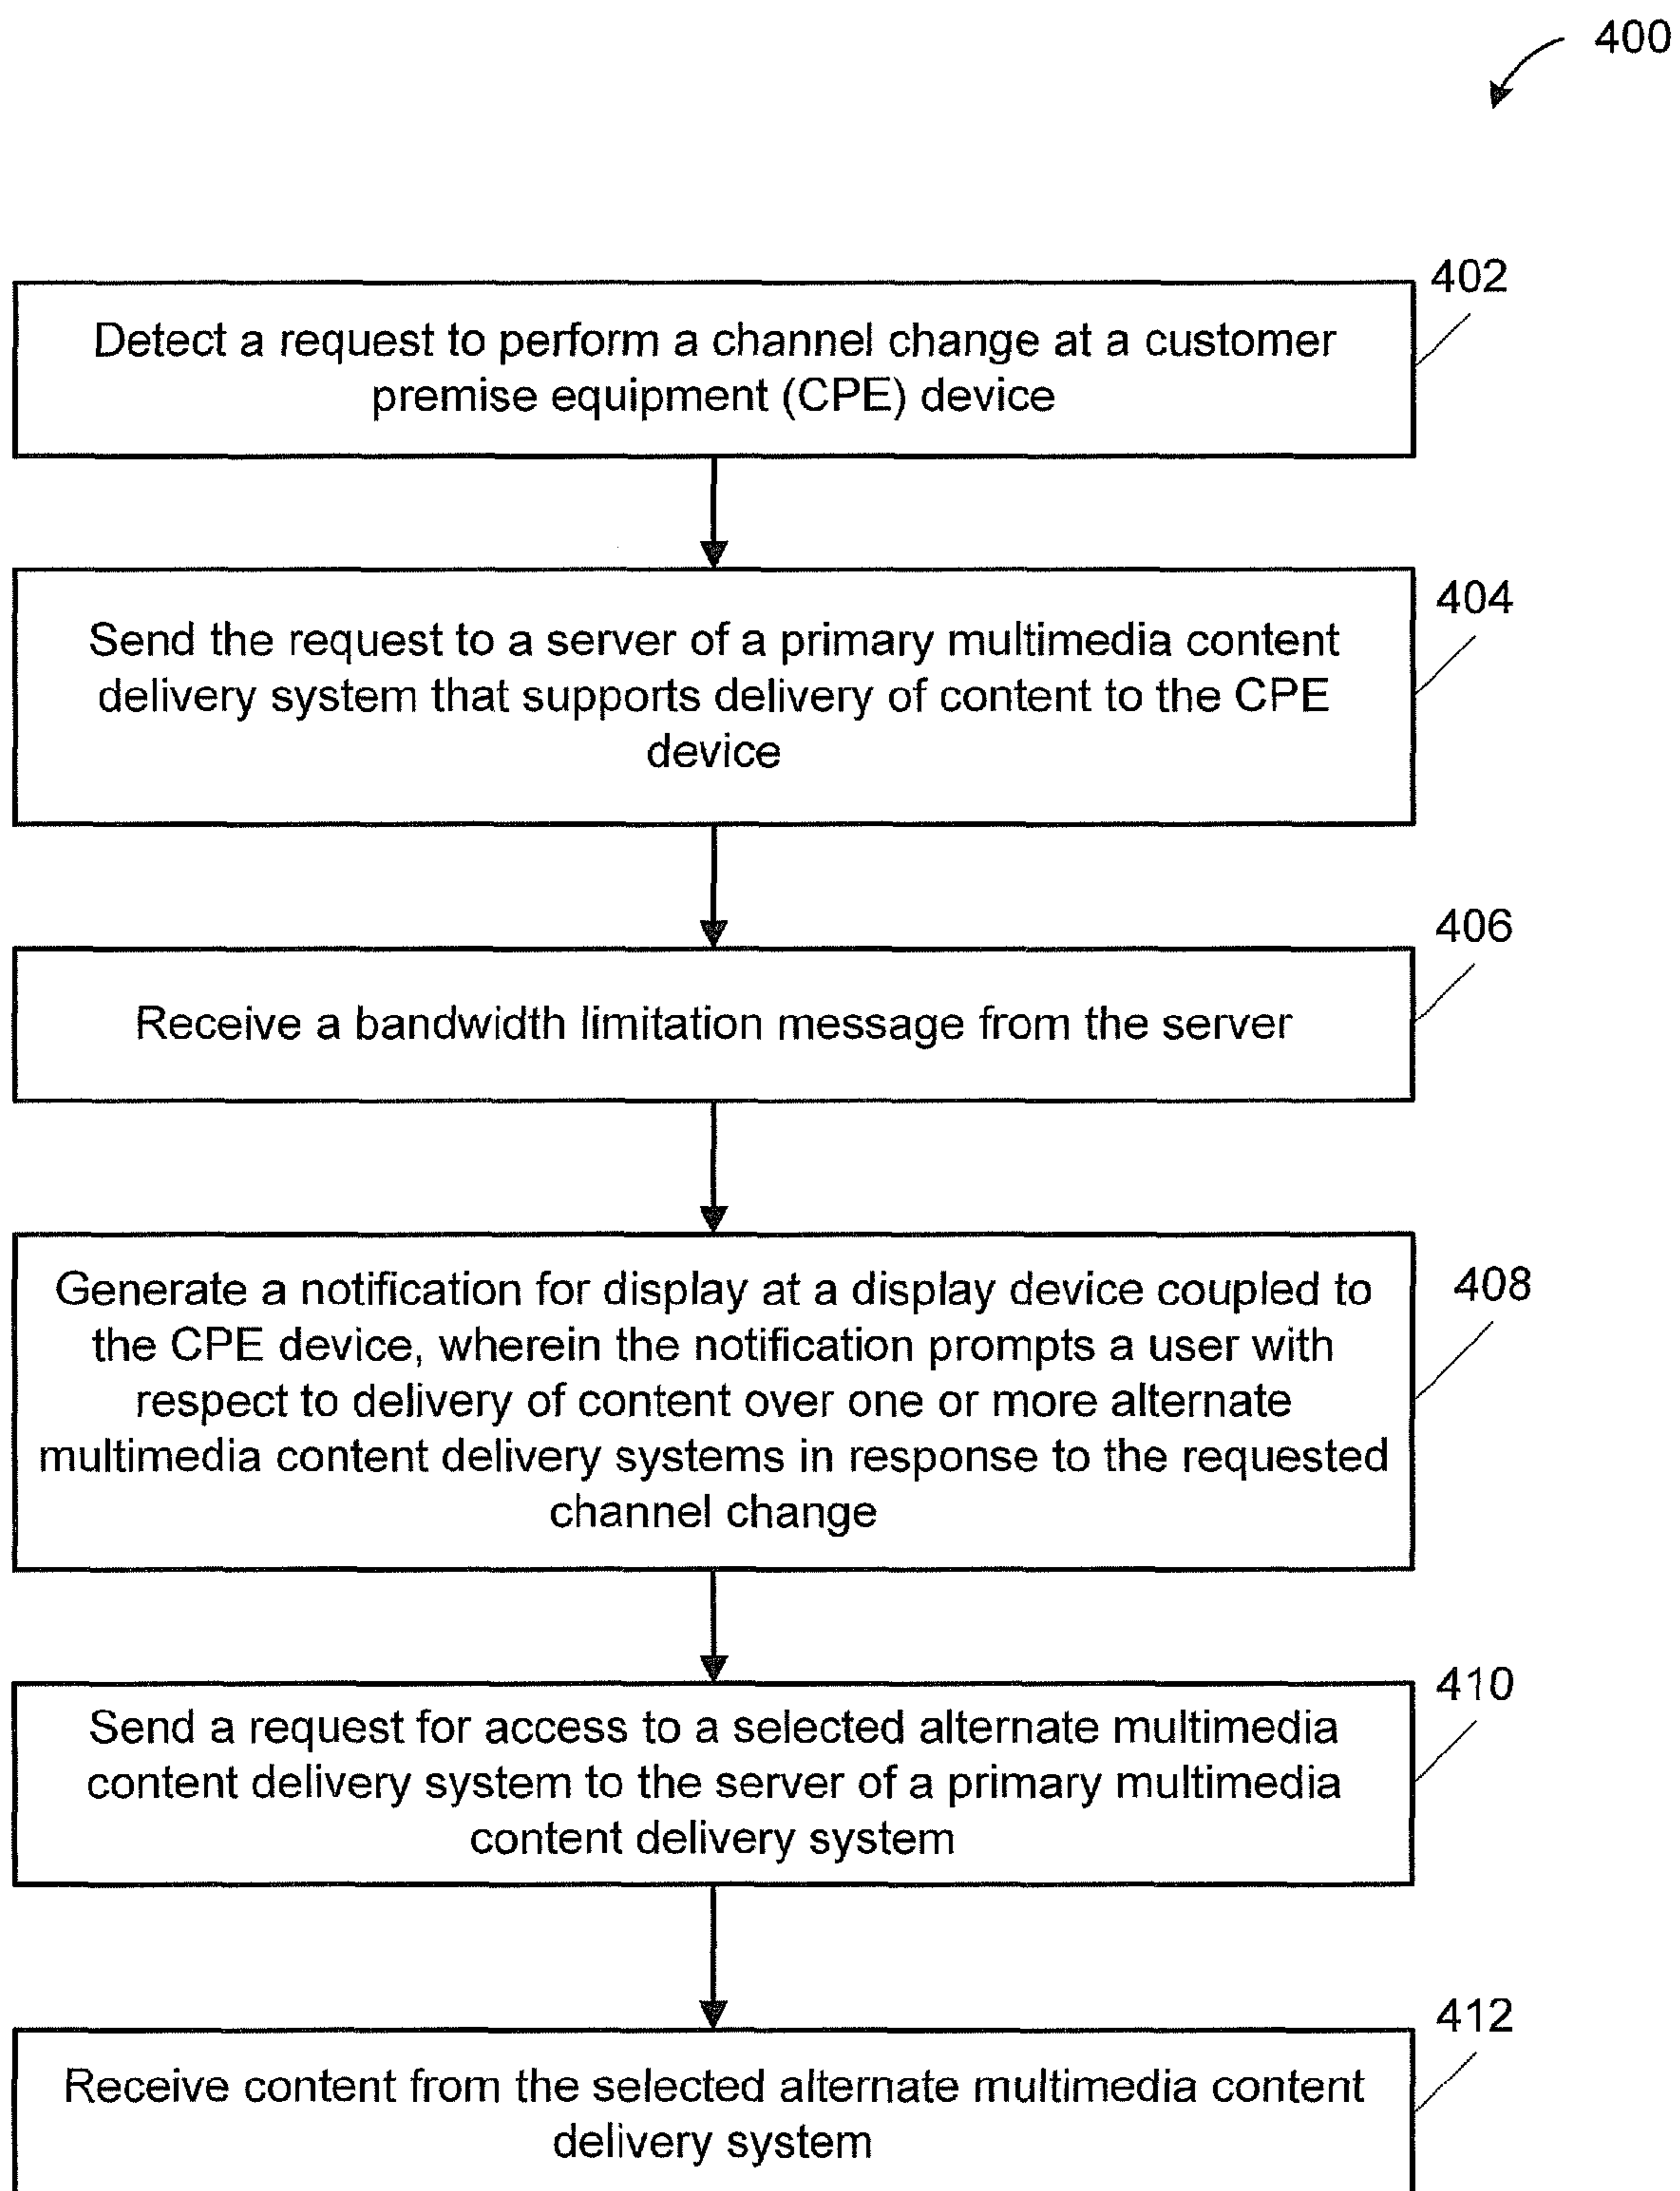 400
402
Detect a request to perform a channel change at a customer
premise equipment (CPE) device
404
Send the request to a server of a primary multimedia content
delivery system that supports delivery of content to the CPE
device
406
Receive a bandwidth limitation message from the server
408
Generate a notification for display at a display device coupled to
the CPE device, wherein the notification prompts a user with
respect to delivery of content over one or more alternate
multimedia content delivery systems in response to the requested
channel change
410
Send a request for access to a selected alternate multimedia
content delivery system to the server of a primary multimedia
content delivery system
412
Receive content from the selected alternate multimedia content
delivery system